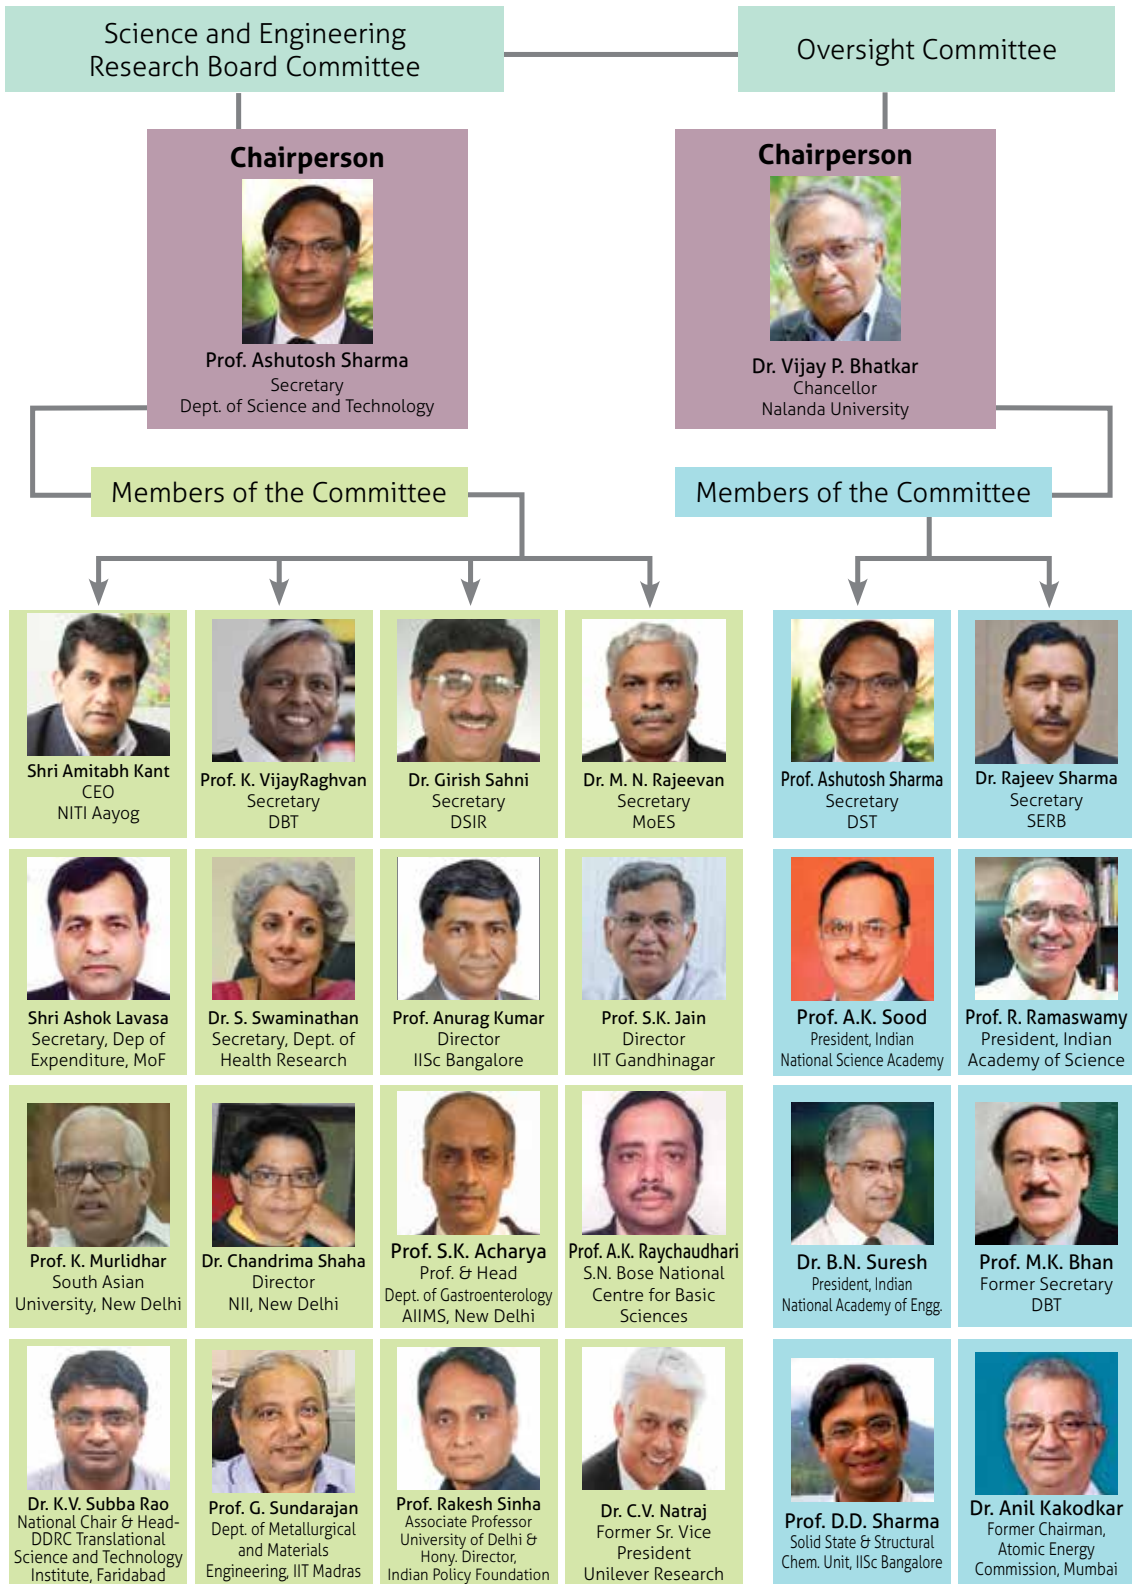 Science and Engineering
Research Board Committee
Oversight Committee
Chairperson
Prof. Ashutosh Sharma
Secretary
Dept. of Science and Technology
Chairperson
Dr. Vijay P. Bhatkar
Chancellor
Nalanda University
Members of the Committee
Members of the Committee
Shri Amitabh Kant
CEO
NITI Aayog
Prof. K. VijayRaghvan
Secretary
DBT
Dr. Girish Sahni
Secretary
DSIR
Dr. M. N. Rajeevan
Secretary
MoES
Prof. Ashutosh Sharma
Secretary
DST
Dr. Rajeev Sharma
Secretary
SERB
Shri Ashok Lavasa
Secretary, Dep of
Expenditure, MoF
Dr. S. Swaminathan
Secretary, Dept. of
Health Research
Prof. Anurag Kumar
Director
IISc Bangalore
Prof. S.K. Jain
Director
IIT Gandhinagar
Prof. A.K. Sood
President, Indian
National Science Academy
Prof. R. Ramaswamy
President, Indian
Academy of Science
Prof. K. Murlidhar
South Asian
University, New Delhi
Dr. Chandrima Shaha
Director
NII, New Delhi
Prof. S.K. Acharya
Prof. & Head
Dept. of Gastroenterology
AIIMS, New Delhi
Prof. A.K. Raychaudhari
S.N. Bose National
Centre for Basic
Sciences
Dr. B.N. Suresh
President, Indian
National Academy of Engg.
Prof. M.K. Bhan
Former Secretary
DBT
Dr. K.V. Subba Rao
National Chair & Head-
DDRC Translational
Science and Technology
Institute, Faridabad
Prof. G. Sundarajan
Dept. of Metallurgical
and Materials
Engineering, IIT Madras
Prof. Rakesh Sinha
Associate Professor
University of Delhi &
Hony. Director,
Indian Policy Foundation
Dr. C.V. Natraj
Former Sr. Vice
President
Unilever Research
Prof. D.D. Sharma
Solid State & Structural
Chem. Unit, IISc Bangalore
Dr. Anil Kakodkar
Former Chairman,
Atomic Energy
Commission, Mumbai